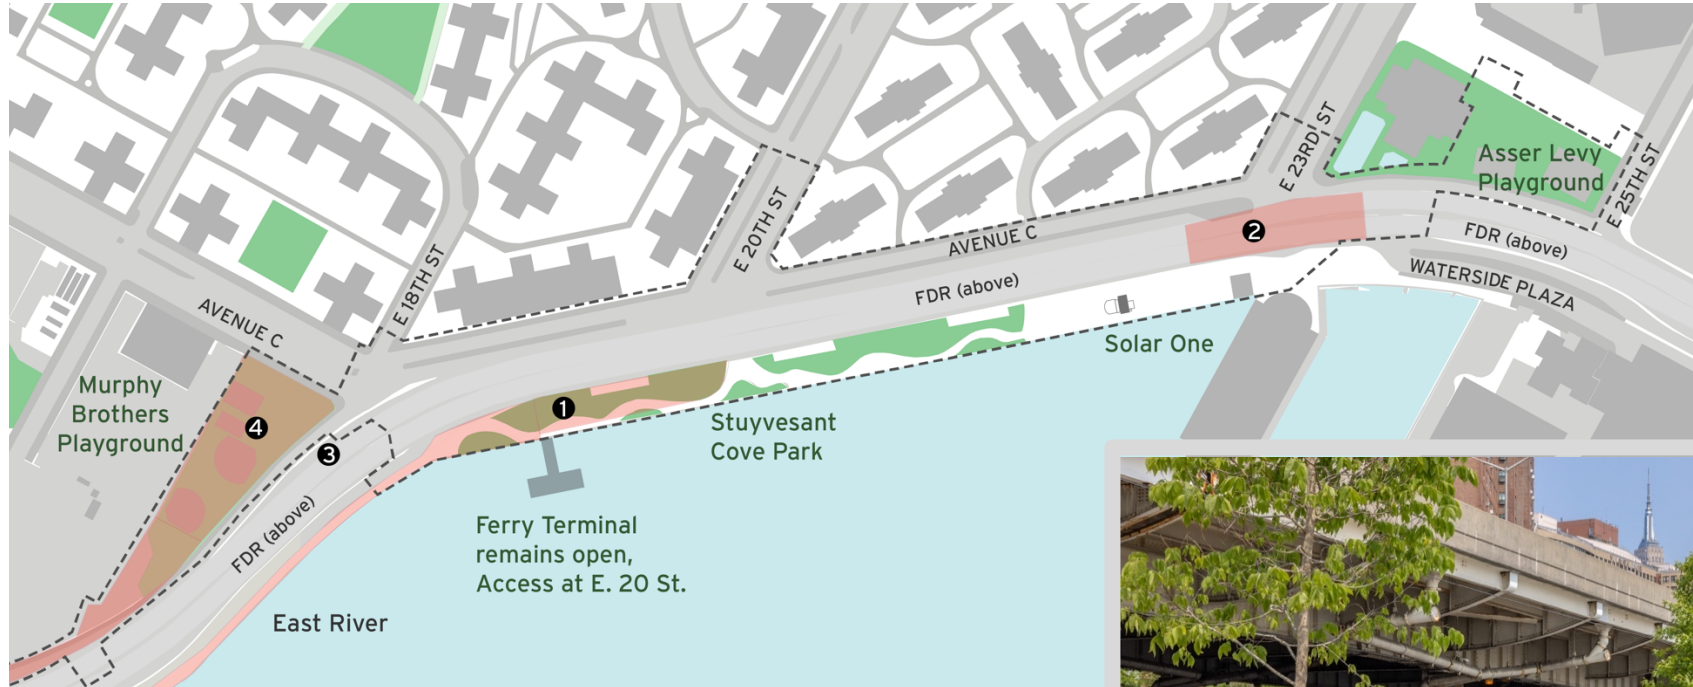 E 23RD ST
Asser Levy
Playground
E 25TH ST
E 20TH ST
AVENUE C
2
FDR (above)
WATERSIDE PLAZA
E 18TH ST
FDR (above)
AVENUE C
Solar One
Murphy
Brothers
Playground
4
1
Stuyvesant
Cove Park
3
FDR (above)
Ferry Terminal
remains open,
Access at E. 20 St.
East River